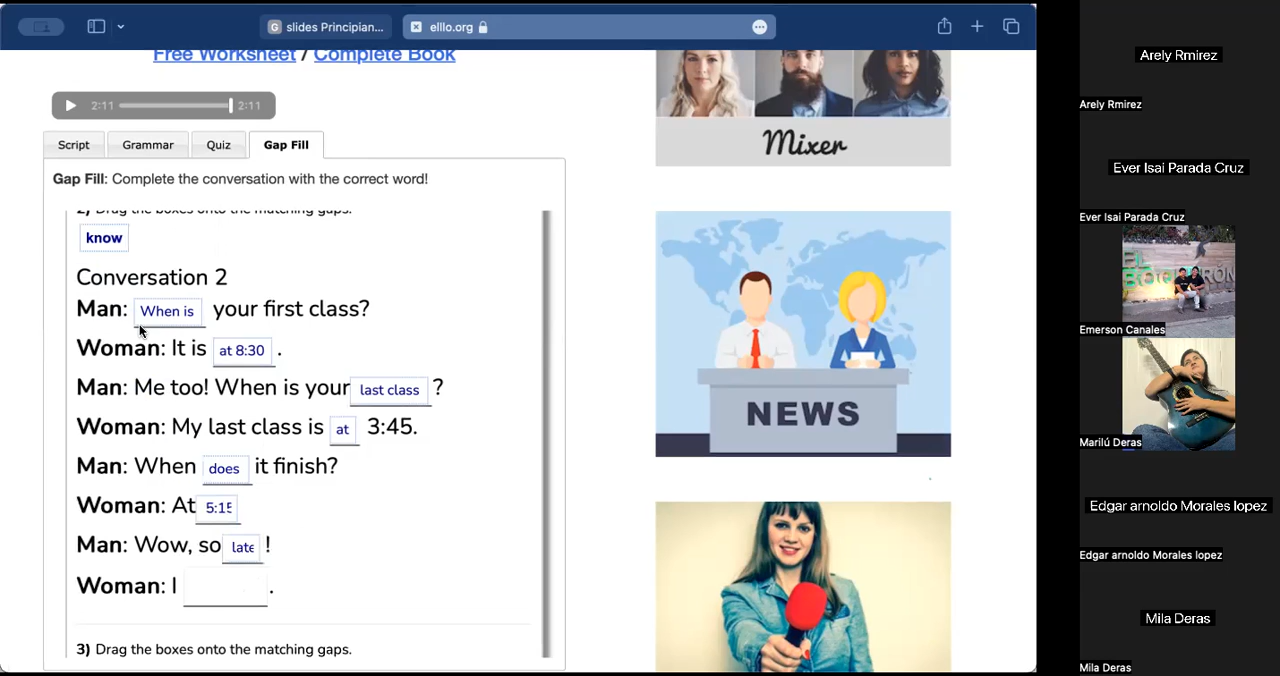 slides Principian...
elllo.org
Free Worksheet / Complete Book
2:11
2:11
Script
Grammar
Quiz
Gap Fill
Gap Fill: Complete the conversation with the correct word!
2) Drag the boxes onto the matching gaps.
know
Conversation 2
Man: When is your first class?
Woman: It is at 8:30 .
Man: Me too! When is your last class ?
Woman: My last class is at 3:45.
Man: When does it finish?
Woman: At 5:15
Man: Wow, so late !
Woman: I .
3) Drag the boxes onto the matching gaps.
Mixer
NEWS
Arely Rmirez
Arely Rmirez
Ever Isai Parada Cruz
Ever Isai Parada Cruz
EL
Emerson Canales
Marilú Deras
Edgar arnoldo Morales lopez
Edgar arnoldo Morales lopez
Mila Deras
Mila Deras